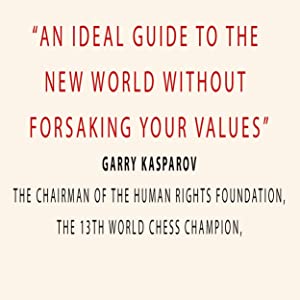 “AN IDEAL GUIDE TO THE
NEW WORLD WITHOUT
FORSAKING YOUR VALUES”
GARRY KASPAROV
THE CHAIRMAN OF THE HUMAN RIGHTS FOUNDATION,
THE 13TH WORLD CHESS CHAMPION,